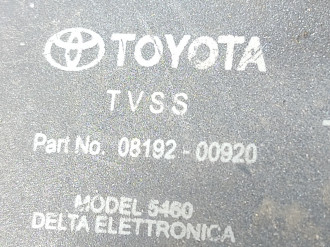 TOYOTA
TVSS
Part No. 08192-00920
MODEL 5460
DELTA ELETTRONICA